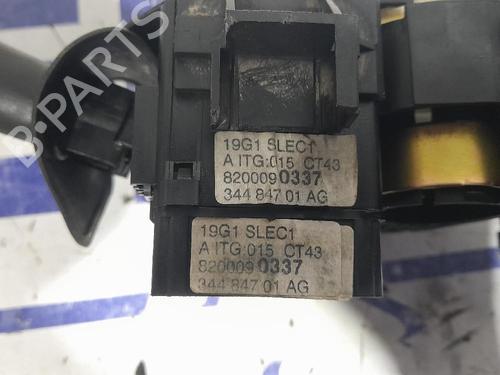 B-PARTS
19G1 SLEC1
A ITG:015 CT43
8200090337
344 847 01 AG
19G1 SLEC1
A ITG:015 CT43
8200090337
344 847 01 AG